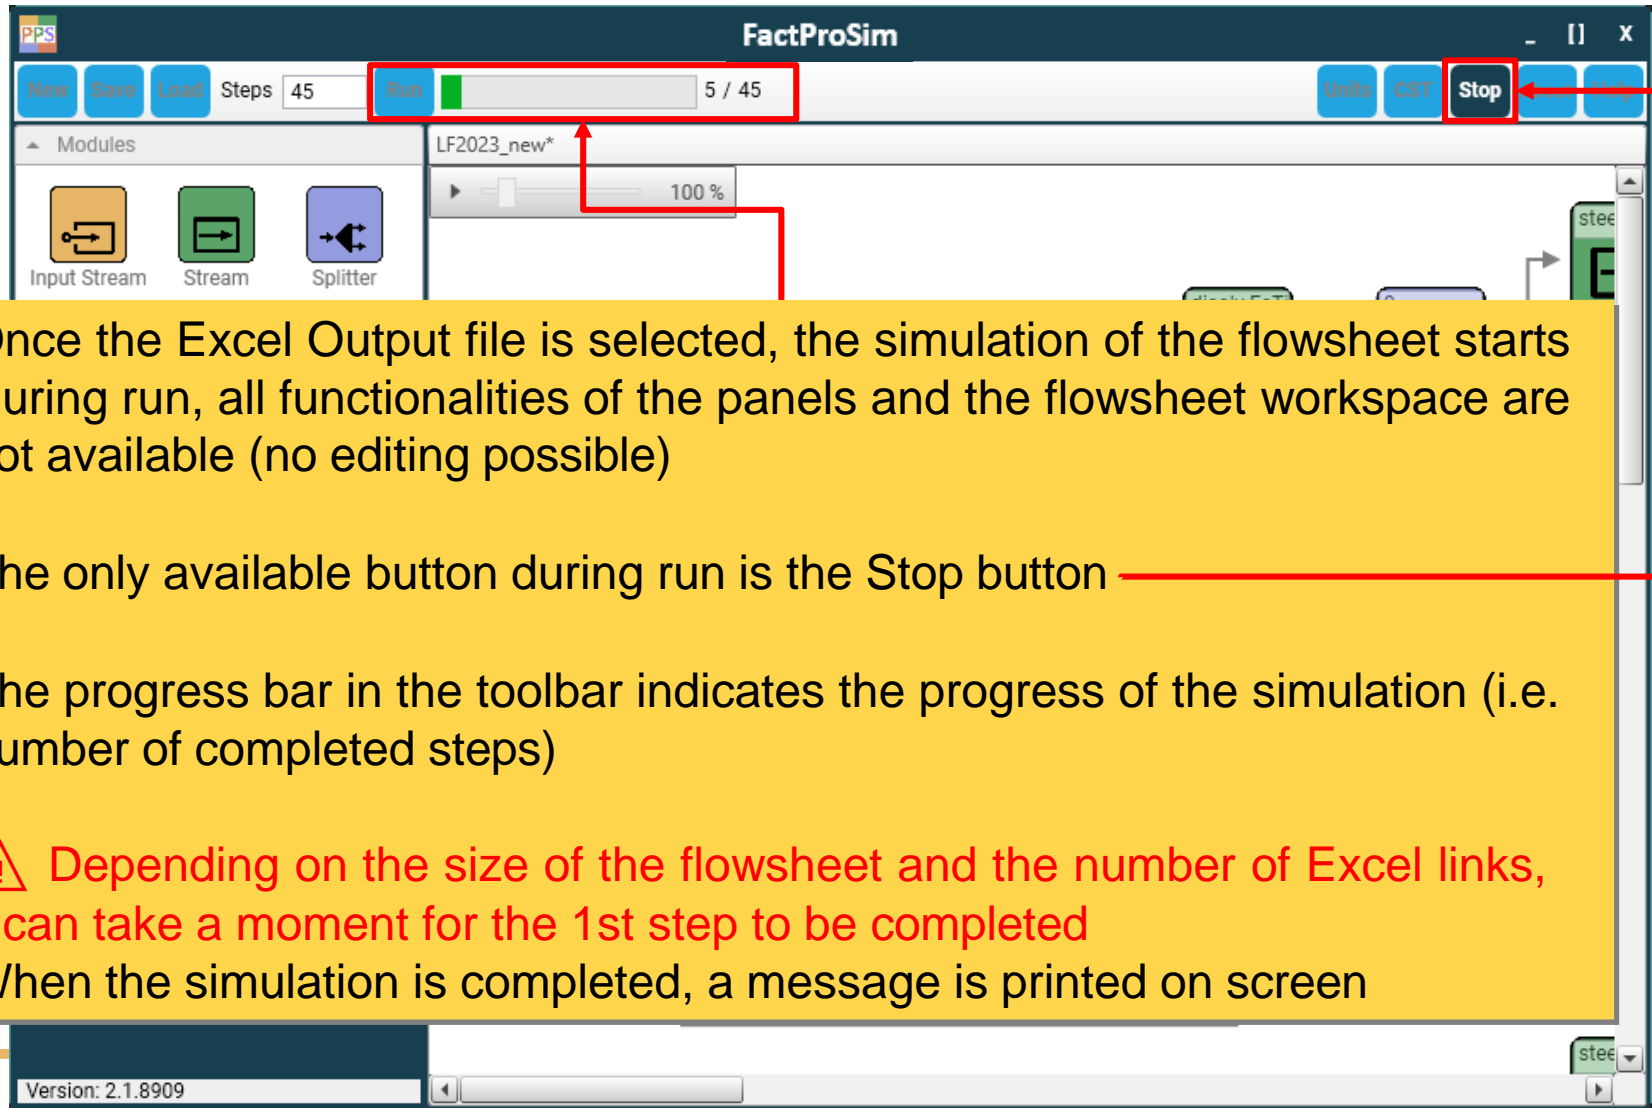 PPS FactProSim _ [] X
New Save Load Steps 45 Run 5 / 45 Units CST Stop Help
Modules LF2023_new*
100 %
stee
Input Stream Stream Splitter
nce the Excel Output file is selected, the simulation of the flowsheet starts
uring run, all functionalities of the panels and the flowsheet workspace are
ot available (no editing possible)
he only available button during run is the Stop button
he progress bar in the toolbar indicates the progress of the simulation (i.e.
umber of completed steps)
Depending on the size of the flowsheet and the number of Excel links,
can take a moment for the 1st step to be completed
When the simulation is completed, a message is printed on screen
stee
Version: 2.1.8909